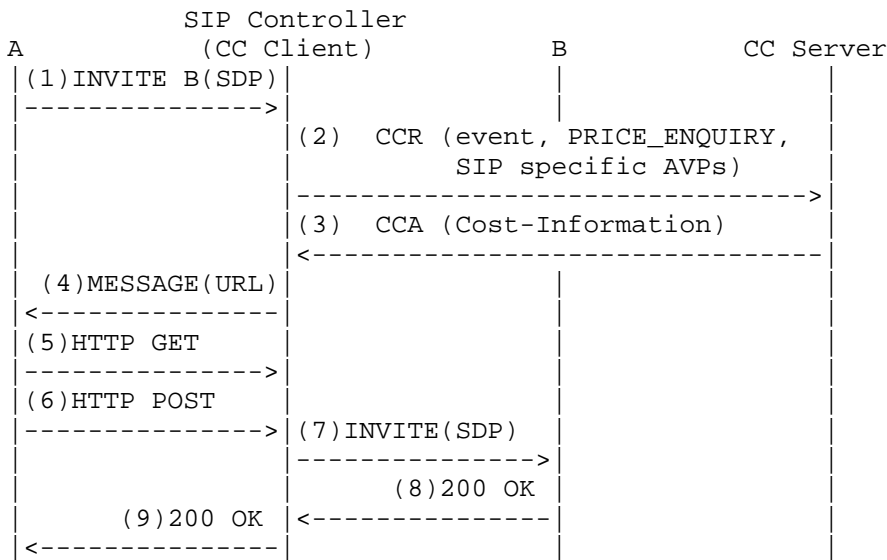 SIP Controller
A (CC Client) B CC Server
(1)INVITE B(SDP)
(2) CCR (event, PRICE_ENQUIRY,
SIP specific AVPs)
(3) CCA (Cost-Information)
(4)MESSAGE(URL)
(5)HTTP GET
(6)HTTP POST
(7)INVITE(SDP)
(8)200 OK
(9)200 OK